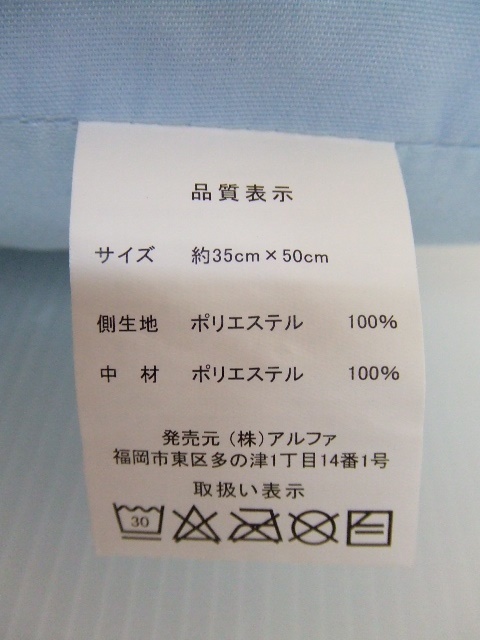 品質表示
サイズ 約35cm×50cm
側生地 ポリエステル 100%
中 材 ポリエステル 100%
発売元（株）アルファ
福岡市東区多の津1丁目14番1号
取扱い表示
30